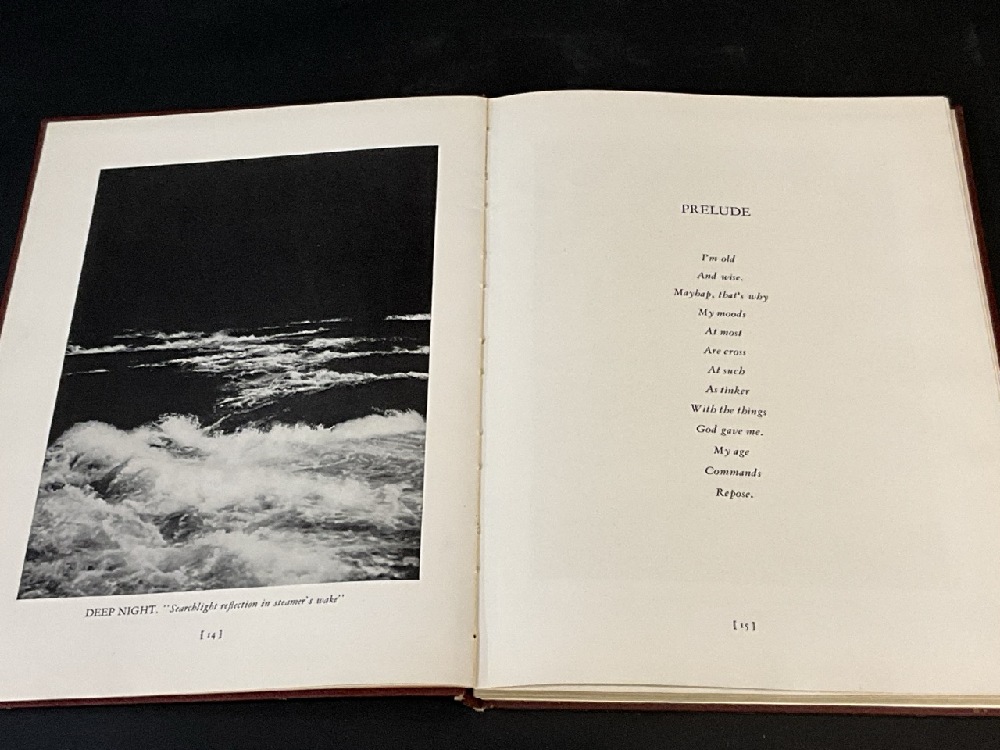 DEEP NIGHT. "Searchlight reflection in steamer's wake"
[ 14 ]
PRELUDE
I'm old
And wise.
Mayhap, that's why
My moods
At most
Are cross
At such
As tinker
With the things
God gave me.
My age
Commands
Repose.
[ 15 ]